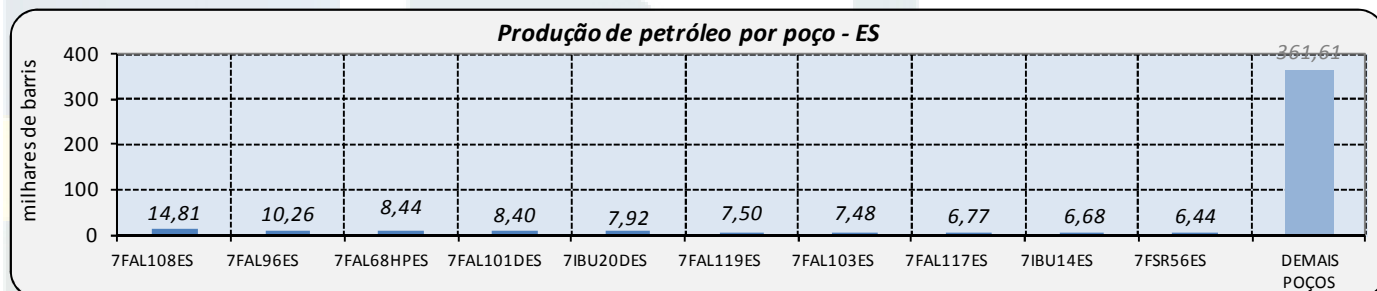 Produção de petróleo por poço - ES
milhares de barris
400
300
200
100
0
361,61
14,81 10,26 8,44 8,40 7,92 7,50 7,48 6,77 6,68 6,44
7FAL108ES 7FAL96ES 7FAL68HPES 7FAL101DES 7IBU20DES 7FAL119ES 7FAL103ES 7FAL117ES 7IBU14ES 7FSR56ES DEMAIS
POÇOS